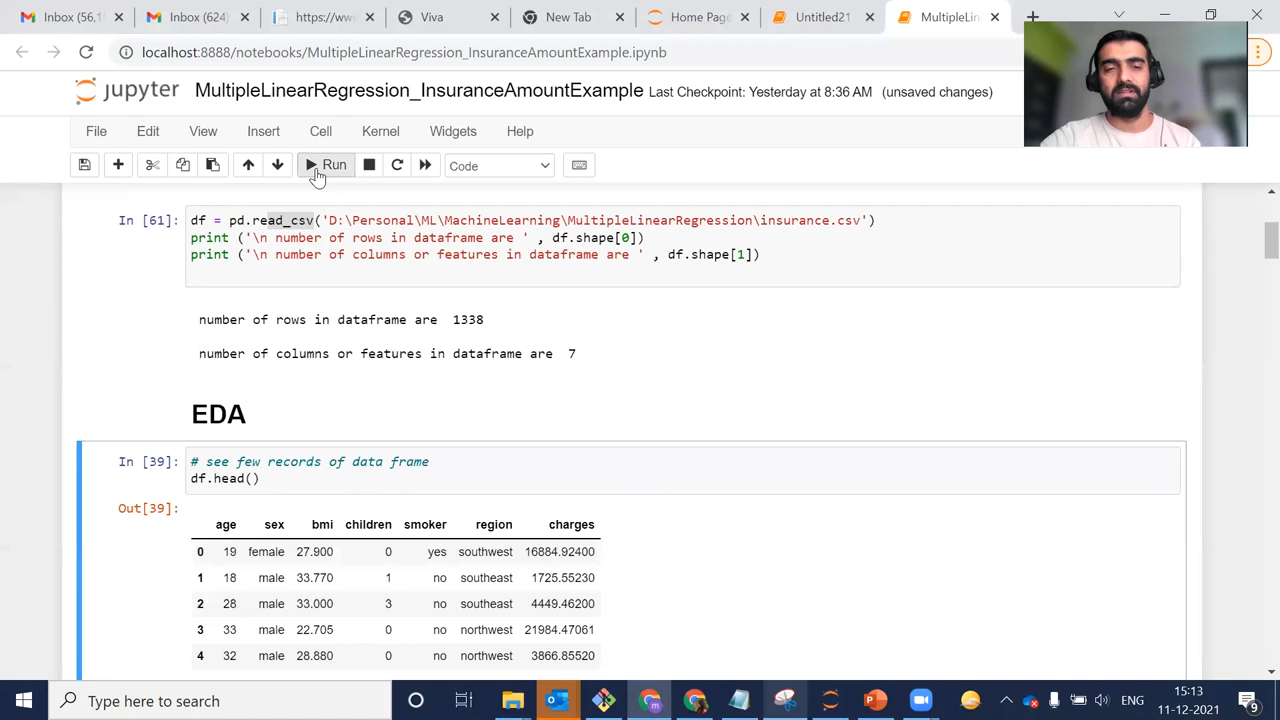 Inbox (56,1
Inbox (624)
https://www
Viva
New Tab
Home Page
Untitled21
MultipleLin
localhost:8888/notebooks/MultipleLinearRegression_InsuranceAmountExample.ipynb
jupyter MultipleLinearRegression_InsuranceAmountExample Last Checkpoint: Yesterday at 8:36 AM (unsaved changes)
File Edit View Insert Cell Kernel Widgets Help
Run Code
In [61]: df = pd.read_csv('D:\Personal\ML\MachineLearning\MultipleLinearRegression\insurance.csv')
print ('\n number of rows in dataframe are ' , df.shape[0])
print ('\n number of columns or features in dataframe are ' , df.shape[1])
number of rows in dataframe are 1338
number of columns or features in dataframe are 7
EDA
In [39]: # see few records of data frame
df.head()
Out[39]:
age sex bmi children smoker region charges
0 19 female 27.900 0 yes southwest 16884.92400
1 18 male 33.770 1 no southeast 1725.55230
2 28 male 33.000 3 no southeast 4449.46200
3 33 male 22.705 0 no northwest 21984.47061
4 32 male 28.880 0 no northwest 3866.85520
Type here to search
ENG
15:13
11-12-2021
9